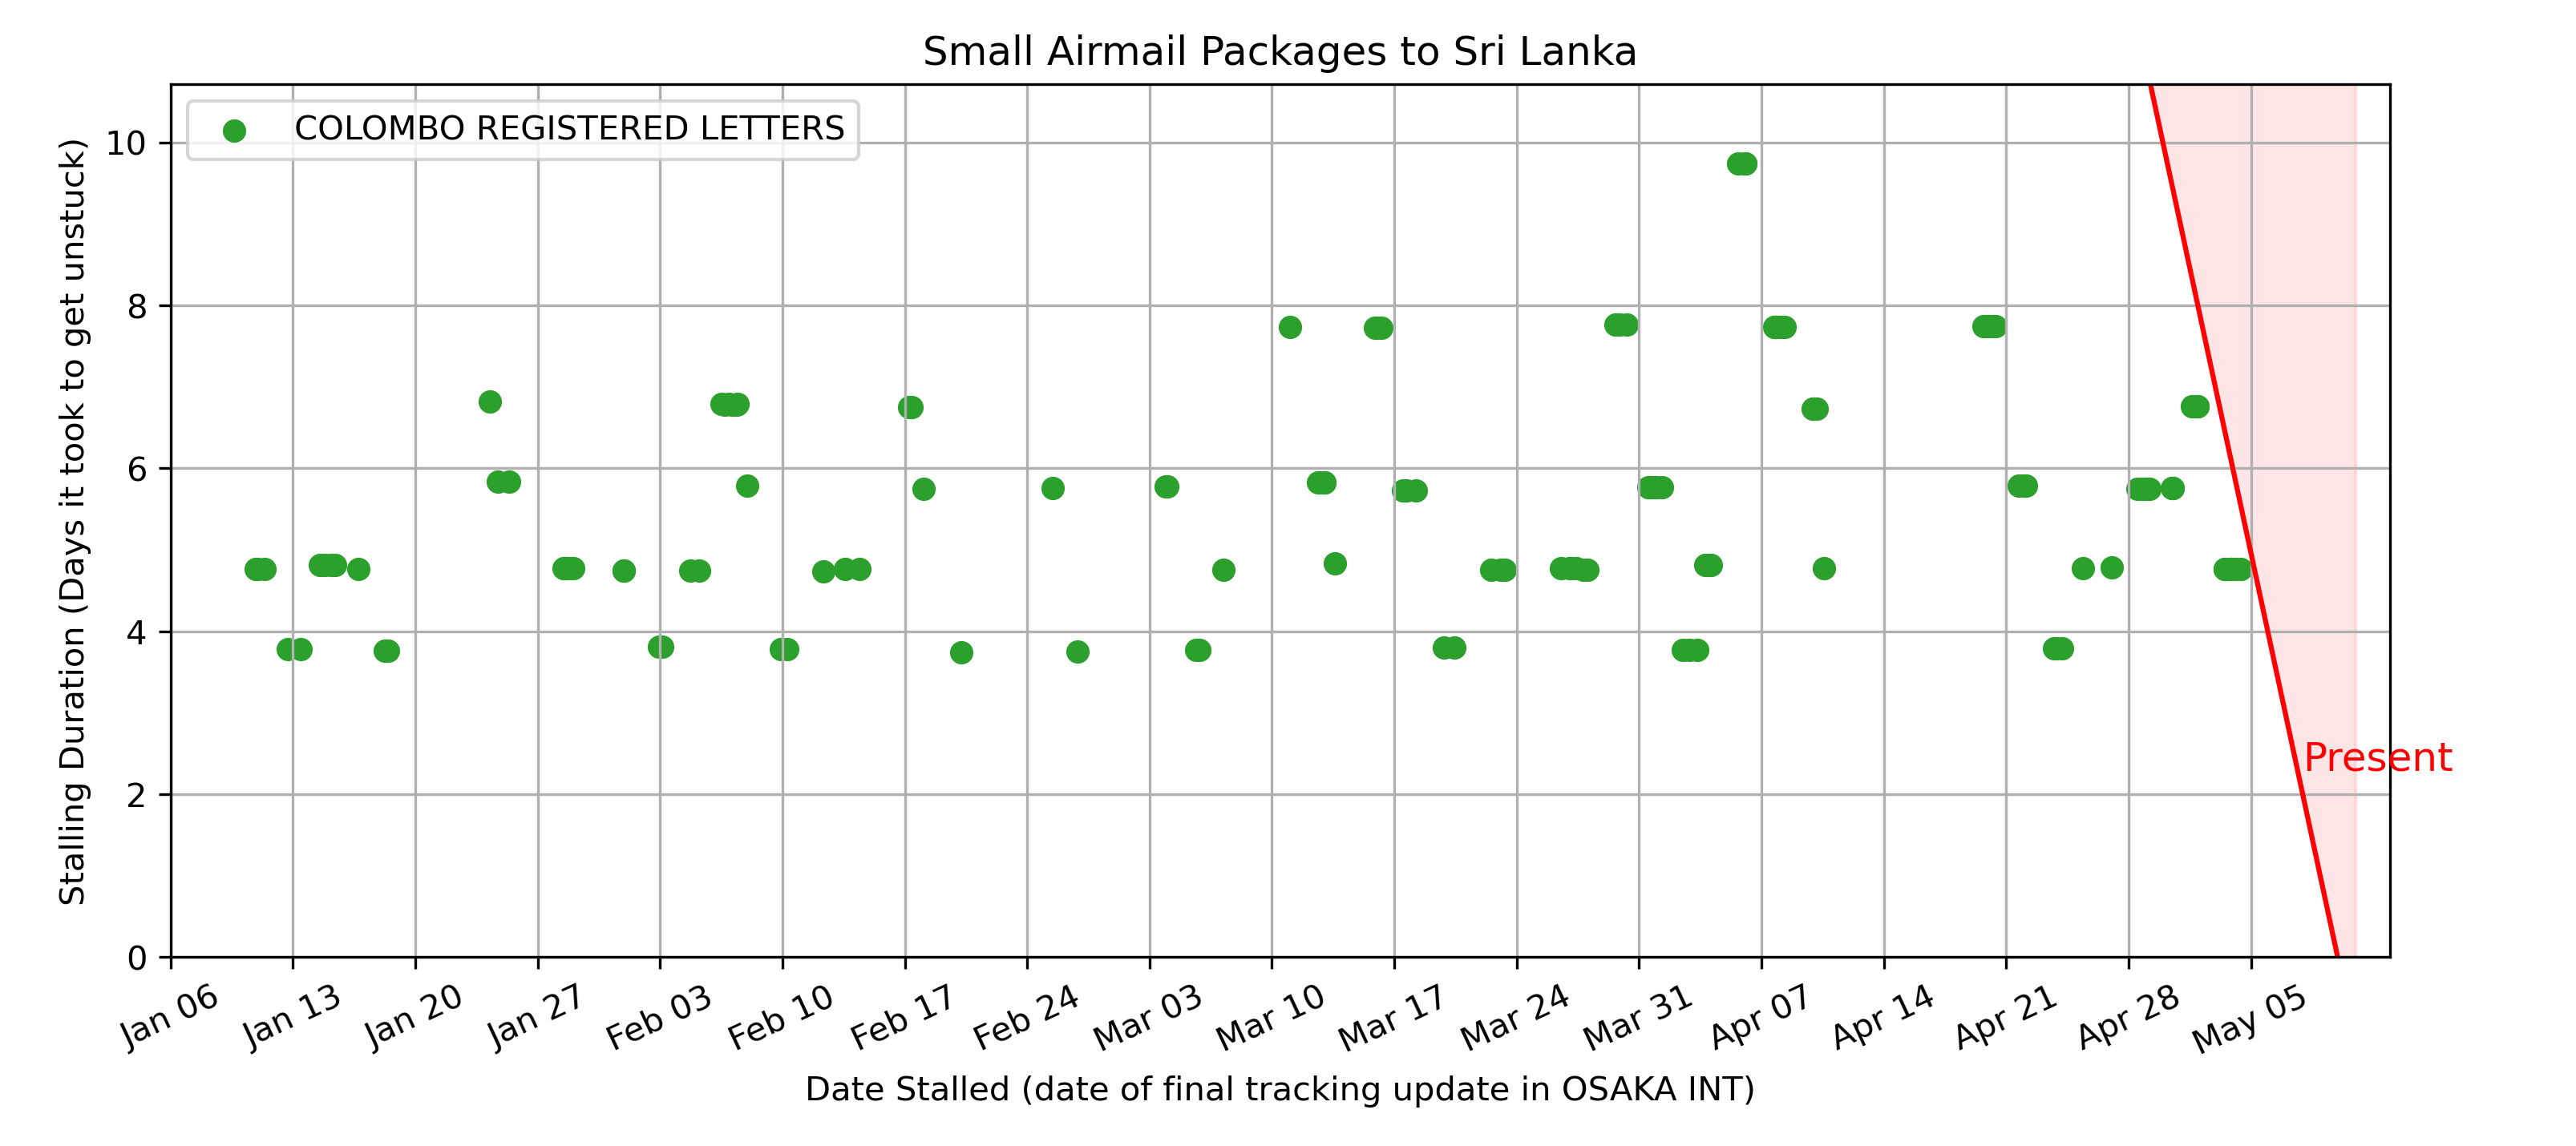 Small Airmail Packages to Sri Lanka
COLOMBO REGISTERED LETTERS
Stalling Duration (Days it took to get unstuck)
10
8
6
4
2
0
Present
Jan 06
Jan 13
Jan 20
Jan 27
Feb 03
Feb 10
Feb 17
Feb 24
Mar 03
Mar 10
Mar 17
Mar 24
Mar 31
Apr 07
Apr 14
Apr 21
Apr 28
May 05
Date Stalled (date of final tracking update in OSAKA INT)